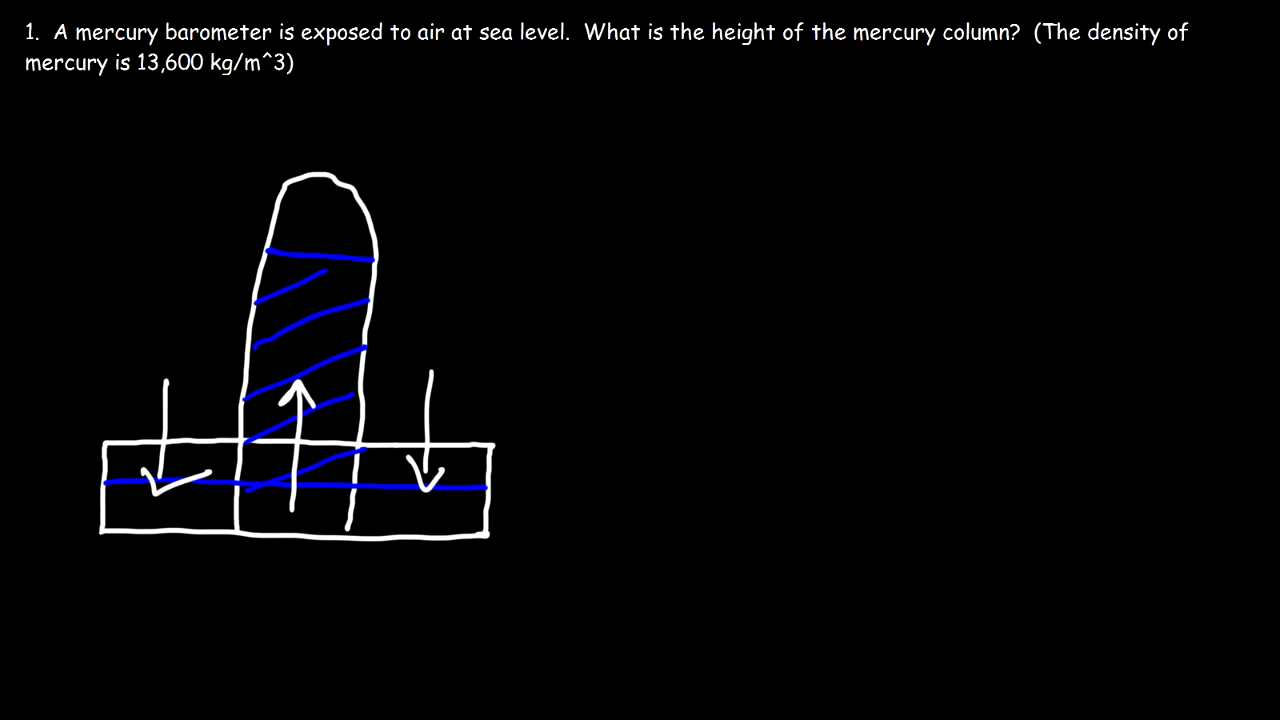 1. A mercury barometer is exposed to air at sea level. What is the height of the mercury column? (The density of
mercury is 13,600 kg/m^3)